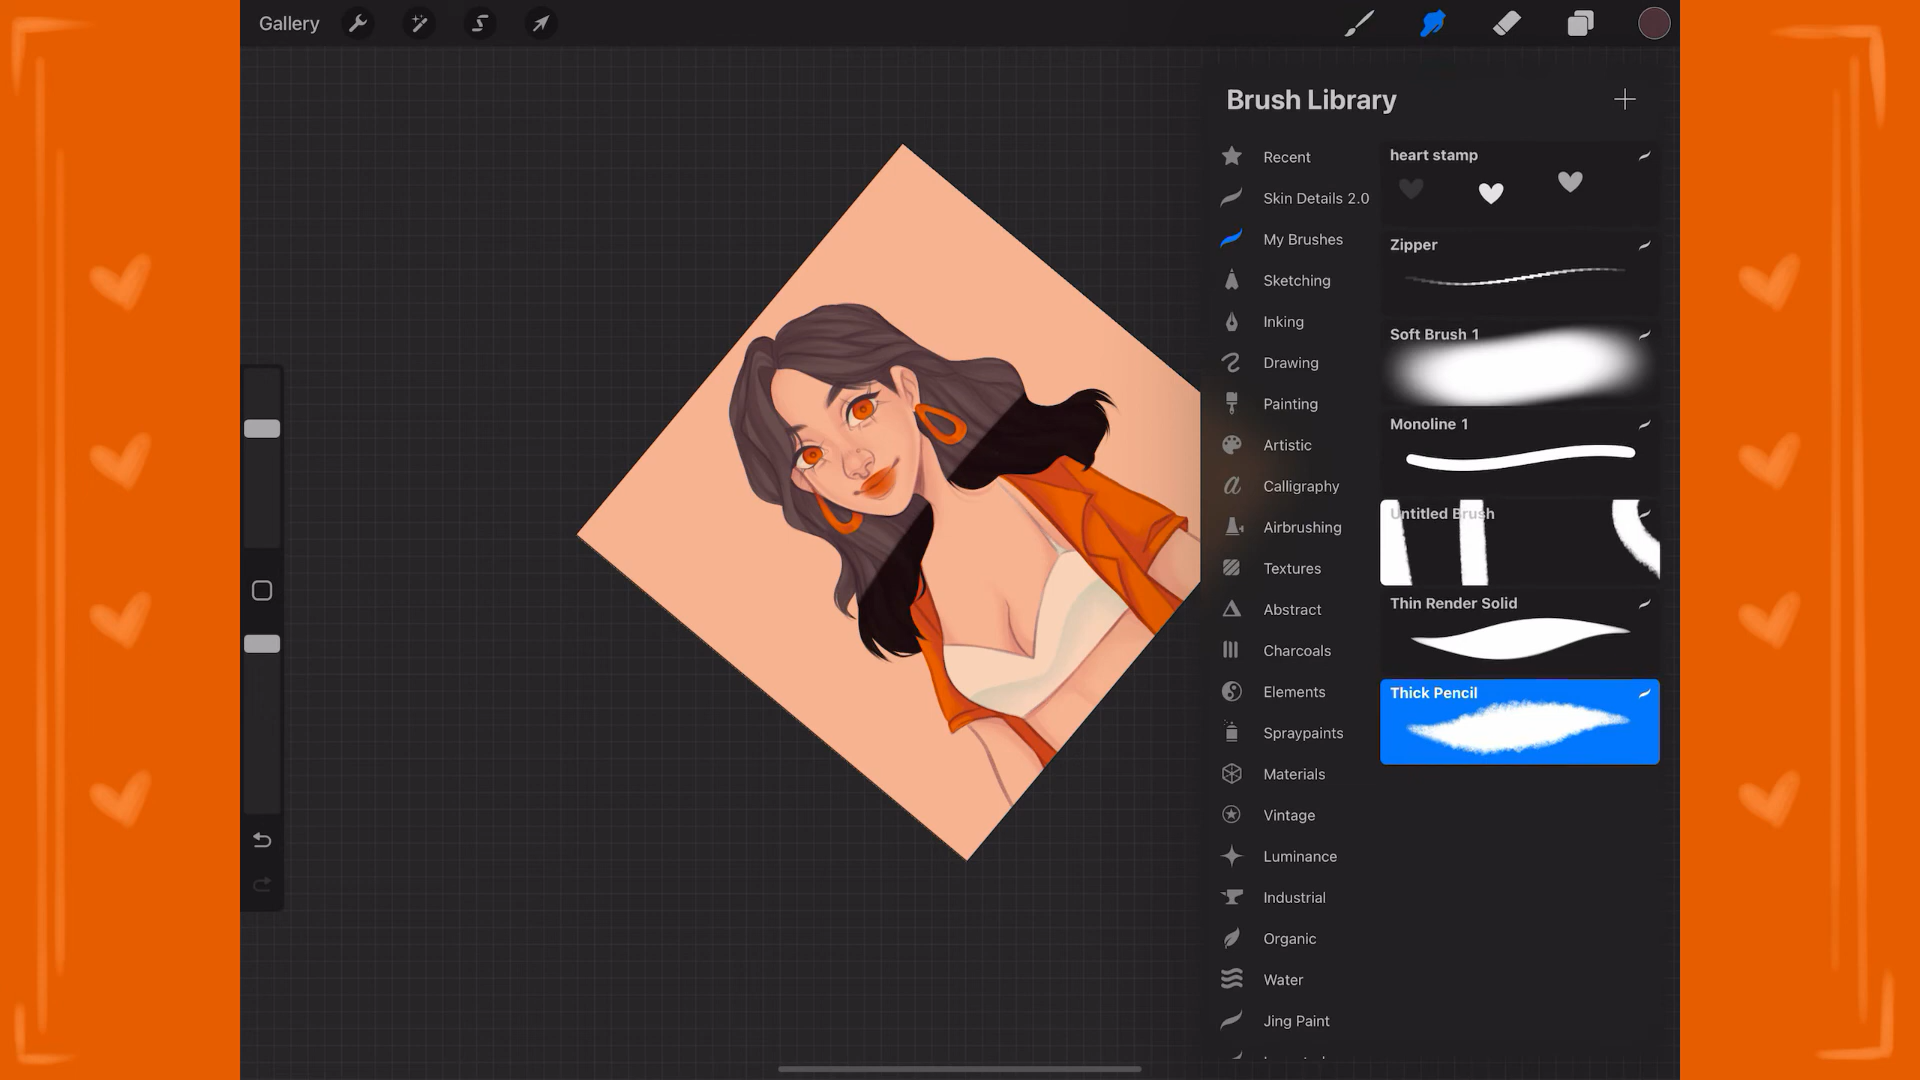 Gallery
Brush Library
Recent
Skin Details 2.0
My Brushes
Sketching
Inking
Drawing
Painting
Artistic
Calligraphy
Airbrushing
Textures
Abstract
Charcoals
Elements
Spraypaints
Materials
Vintage
Luminance
Industrial
Organic
Water
Jing Paint
heart stamp
Zipper
Soft Brush 1
Monoline 1
Untitled Brush
Thin Render Solid
Thick Pencil